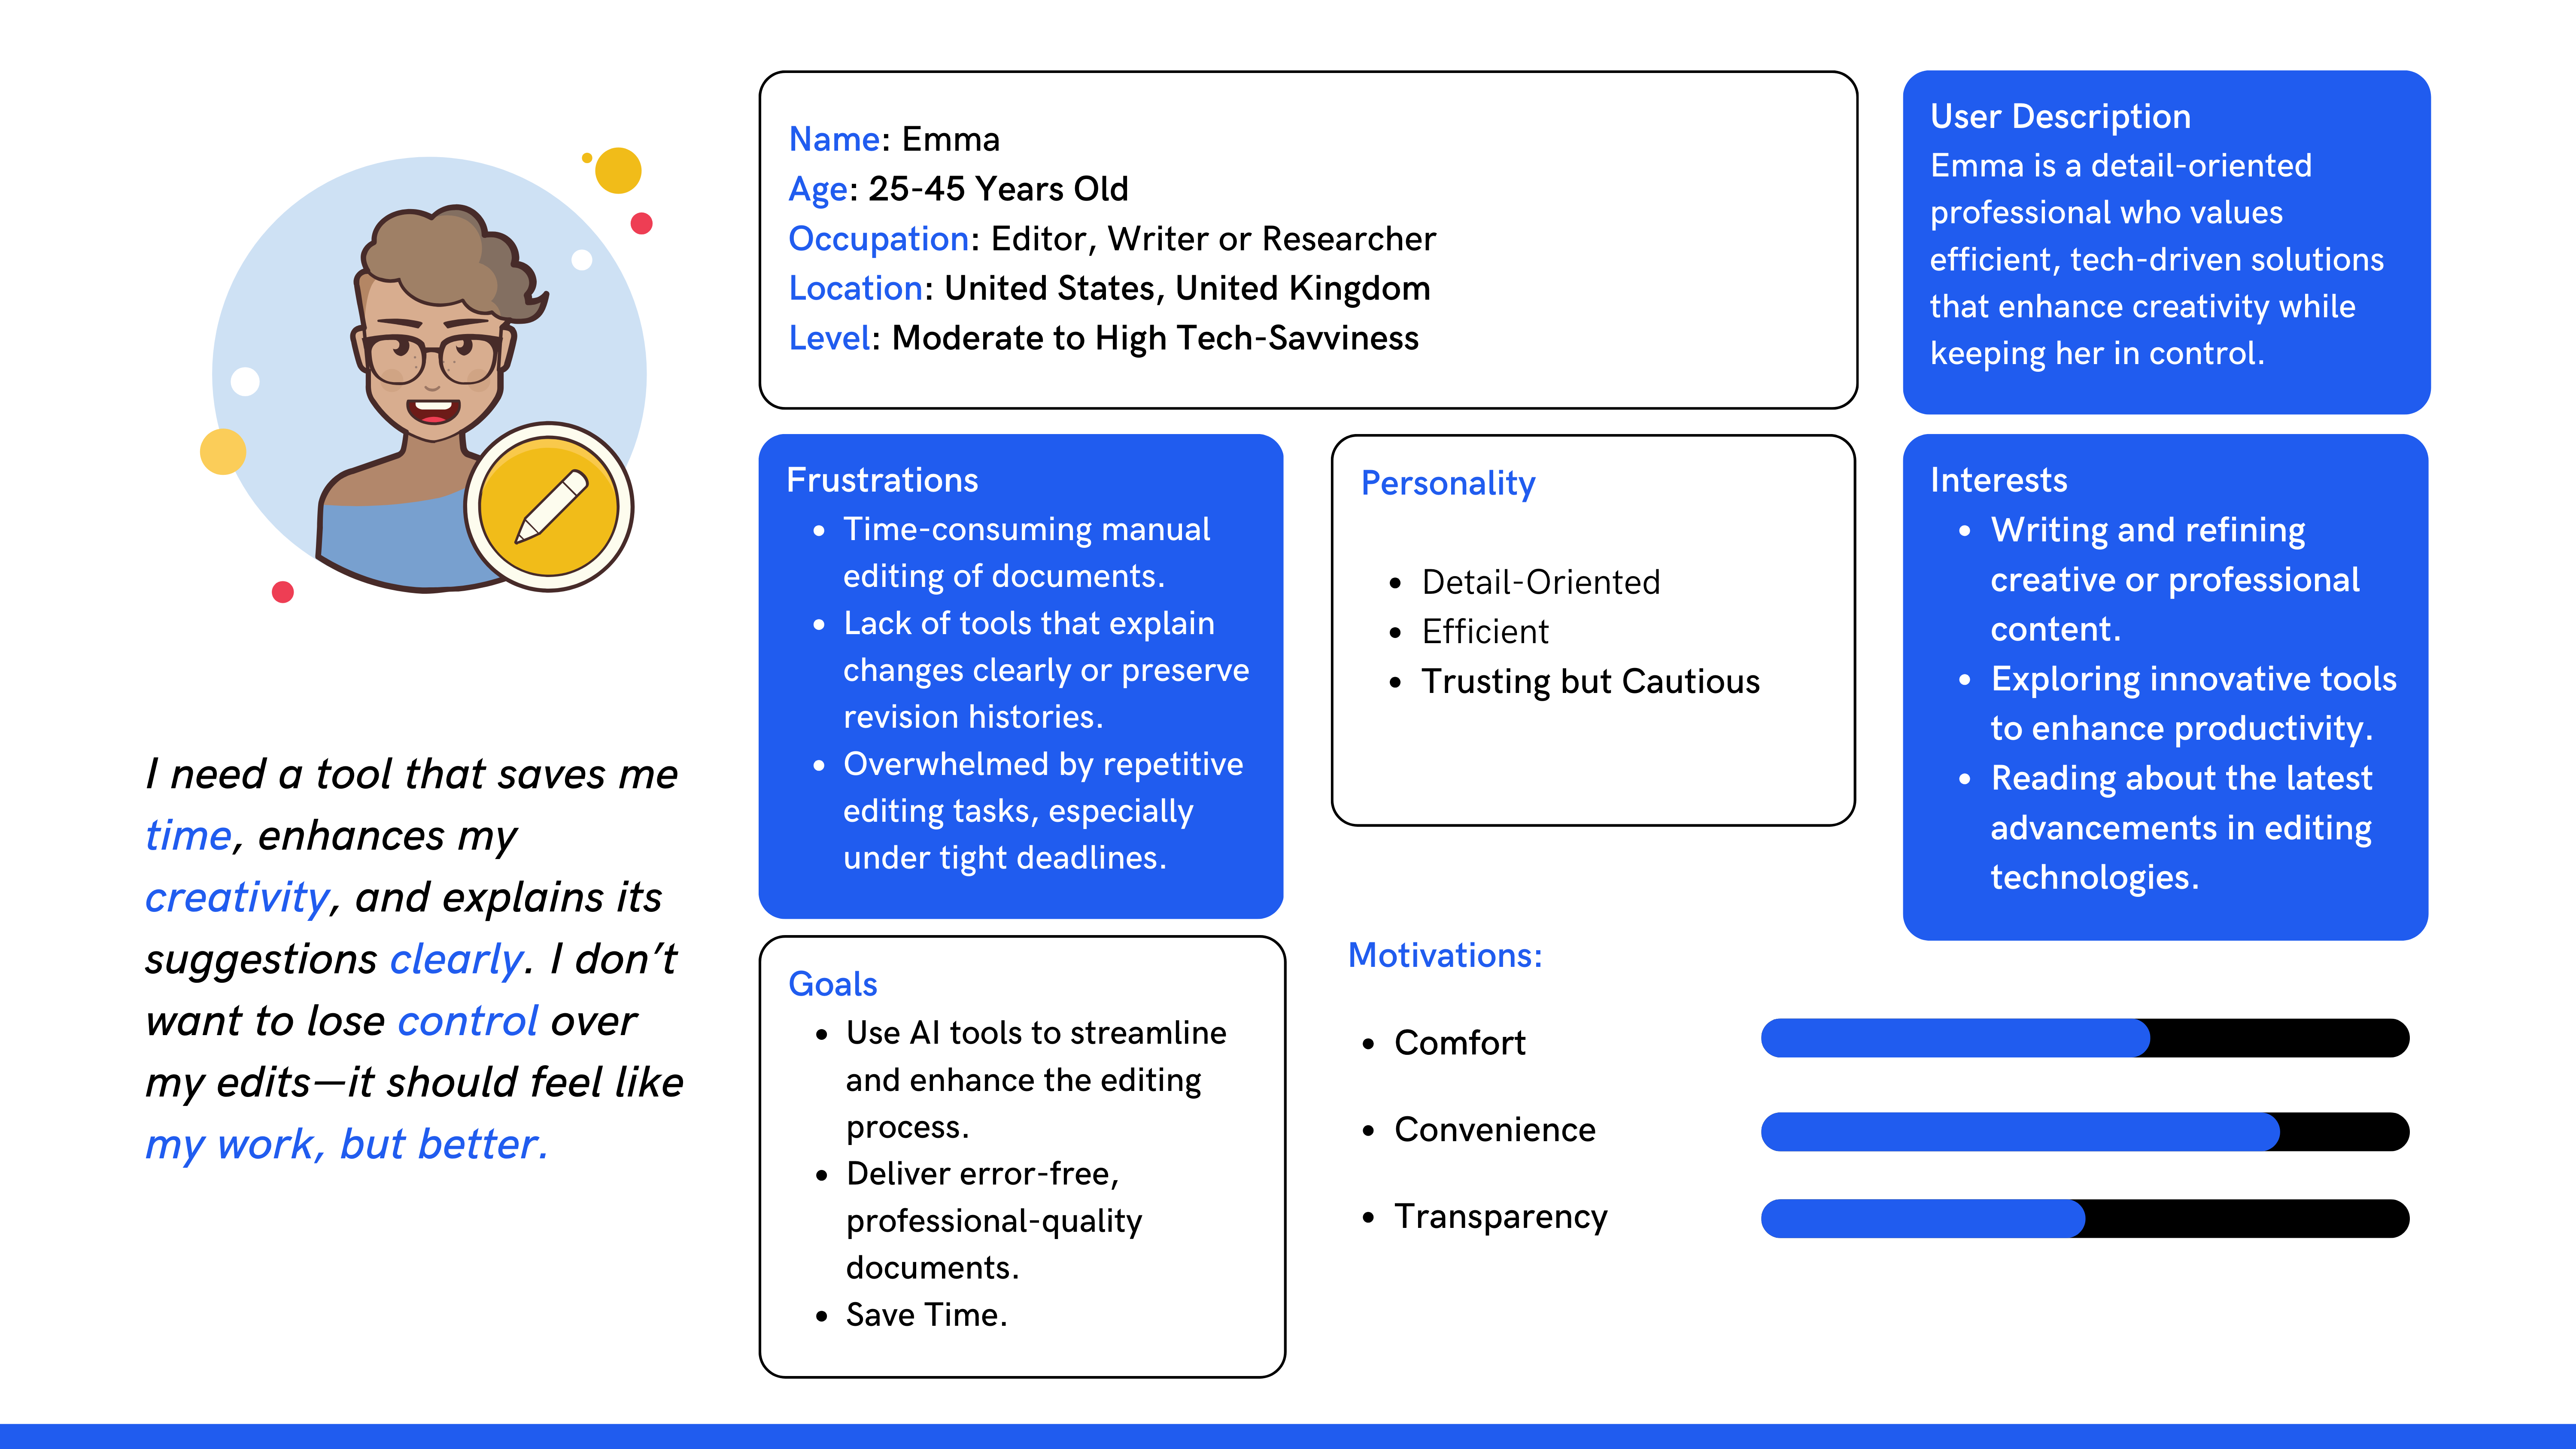 Name: Emma
Age: 25-45 Years Old
Occupation: Editor, Writer or Researcher
Location: United States, United Kingdom
Level: Moderate to High Tech-Savviness
User Description
Emma is a detail-oriented
professional who values
efficient, tech-driven solutions
that enhance creativity while
keeping her in control.
Frustrations
• Time-consuming manual
editing of documents.
• Lack of tools that explain
changes clearly or preserve
revision histories.
• Overwhelmed by repetitive
editing tasks, especially
under tight deadlines.
Personality
• Detail-Oriented
• Efficient
• Trusting but Cautious
Interests
• Writing and refining
creative or professional
content.
• Exploring innovative tools
to enhance productivity.
• Reading about the latest
advancements in editing
technologies.
I need a tool that saves me
time, enhances my
creativity, and explains its
suggestions clearly. I don’t
want to lose control over
my edits—it should feel like
my work, but better.
Goals
• Use AI tools to streamline
and enhance the editing
process.
• Deliver error-free,
professional-quality
documents.
• Save Time.
Motivations:
• Comfort
• Convenience
• Transparency